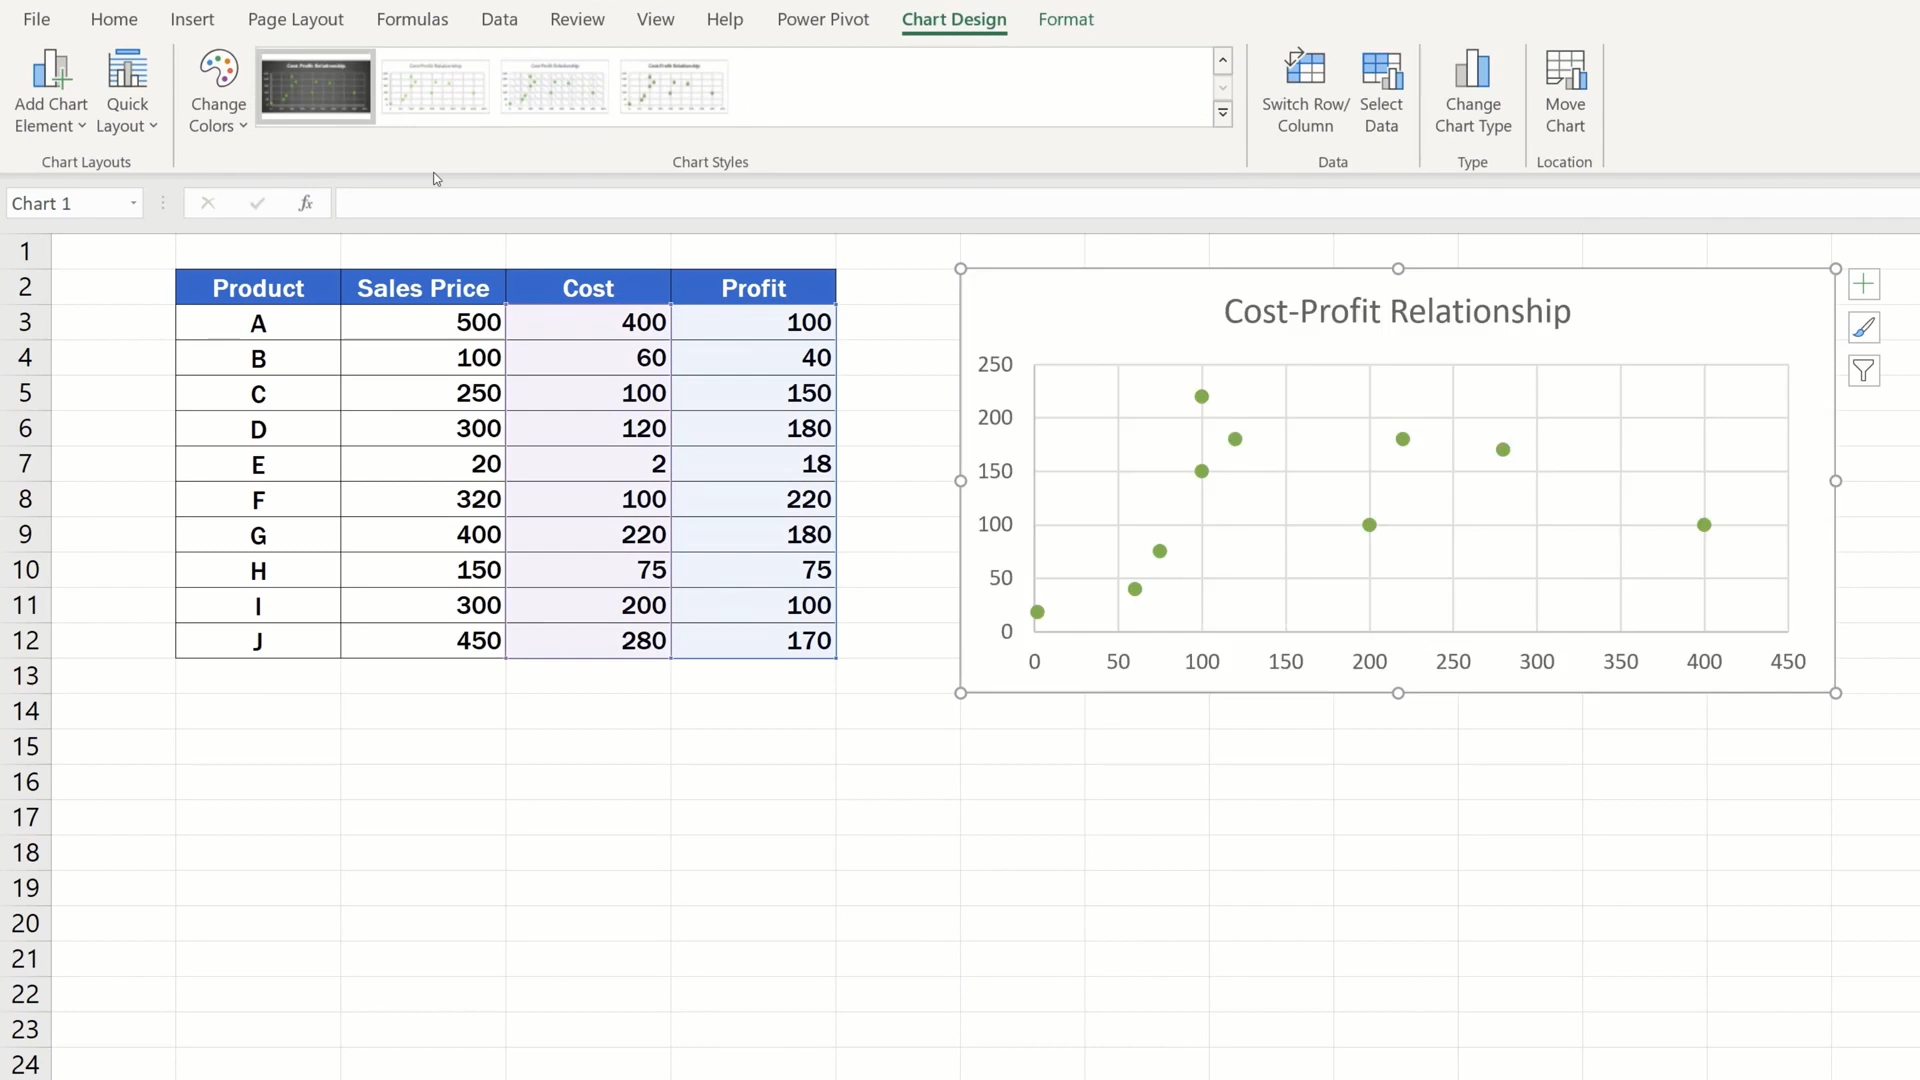 File Home Insert Page Layout Formulas Data Review View Help Power Pivot Chart Design Format
Add Chart Element
Quick Layout
Change Colors
Switch Row/ Column
Select Data
Change Chart Type
Move Chart
Chart Layouts
Chart Styles
Data
Type
Location
Chart 1
fx
1
2 Product Sales Price Cost Profit
3 A 500 400 100
4 B 100 60 40
5 C 250 100 150
6 D 300 120 180
7 E 20 2 18
8 F 320 100 220
9 G 400 220 180
10 H 150 75 75
11 I 300 200 100
12 J 450 280 170
13
14
15
16
17
18
19
20
21
22
23
24
Cost-Profit Relationship
250
200
150
100
50
0
0 50 100 150 200 250 300 350 400 450